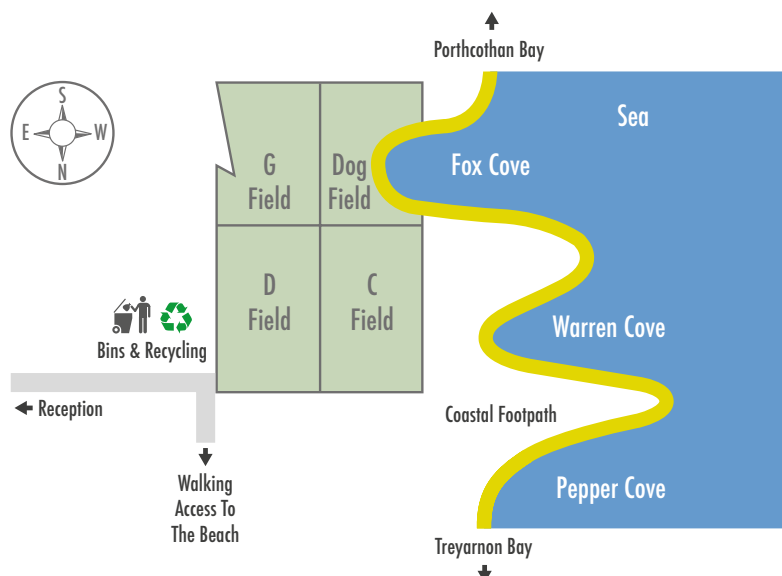 Porthcothan Bay
S
E
W
N
Sea
G
Field
Dog
Field
Fox Cove
D
Field
C
Field
Bins & Recycling
Warren Cove
Reception
Coastal Footpath
Walking
Access To
The Beach
Pepper Cove
Treyarnon Bay